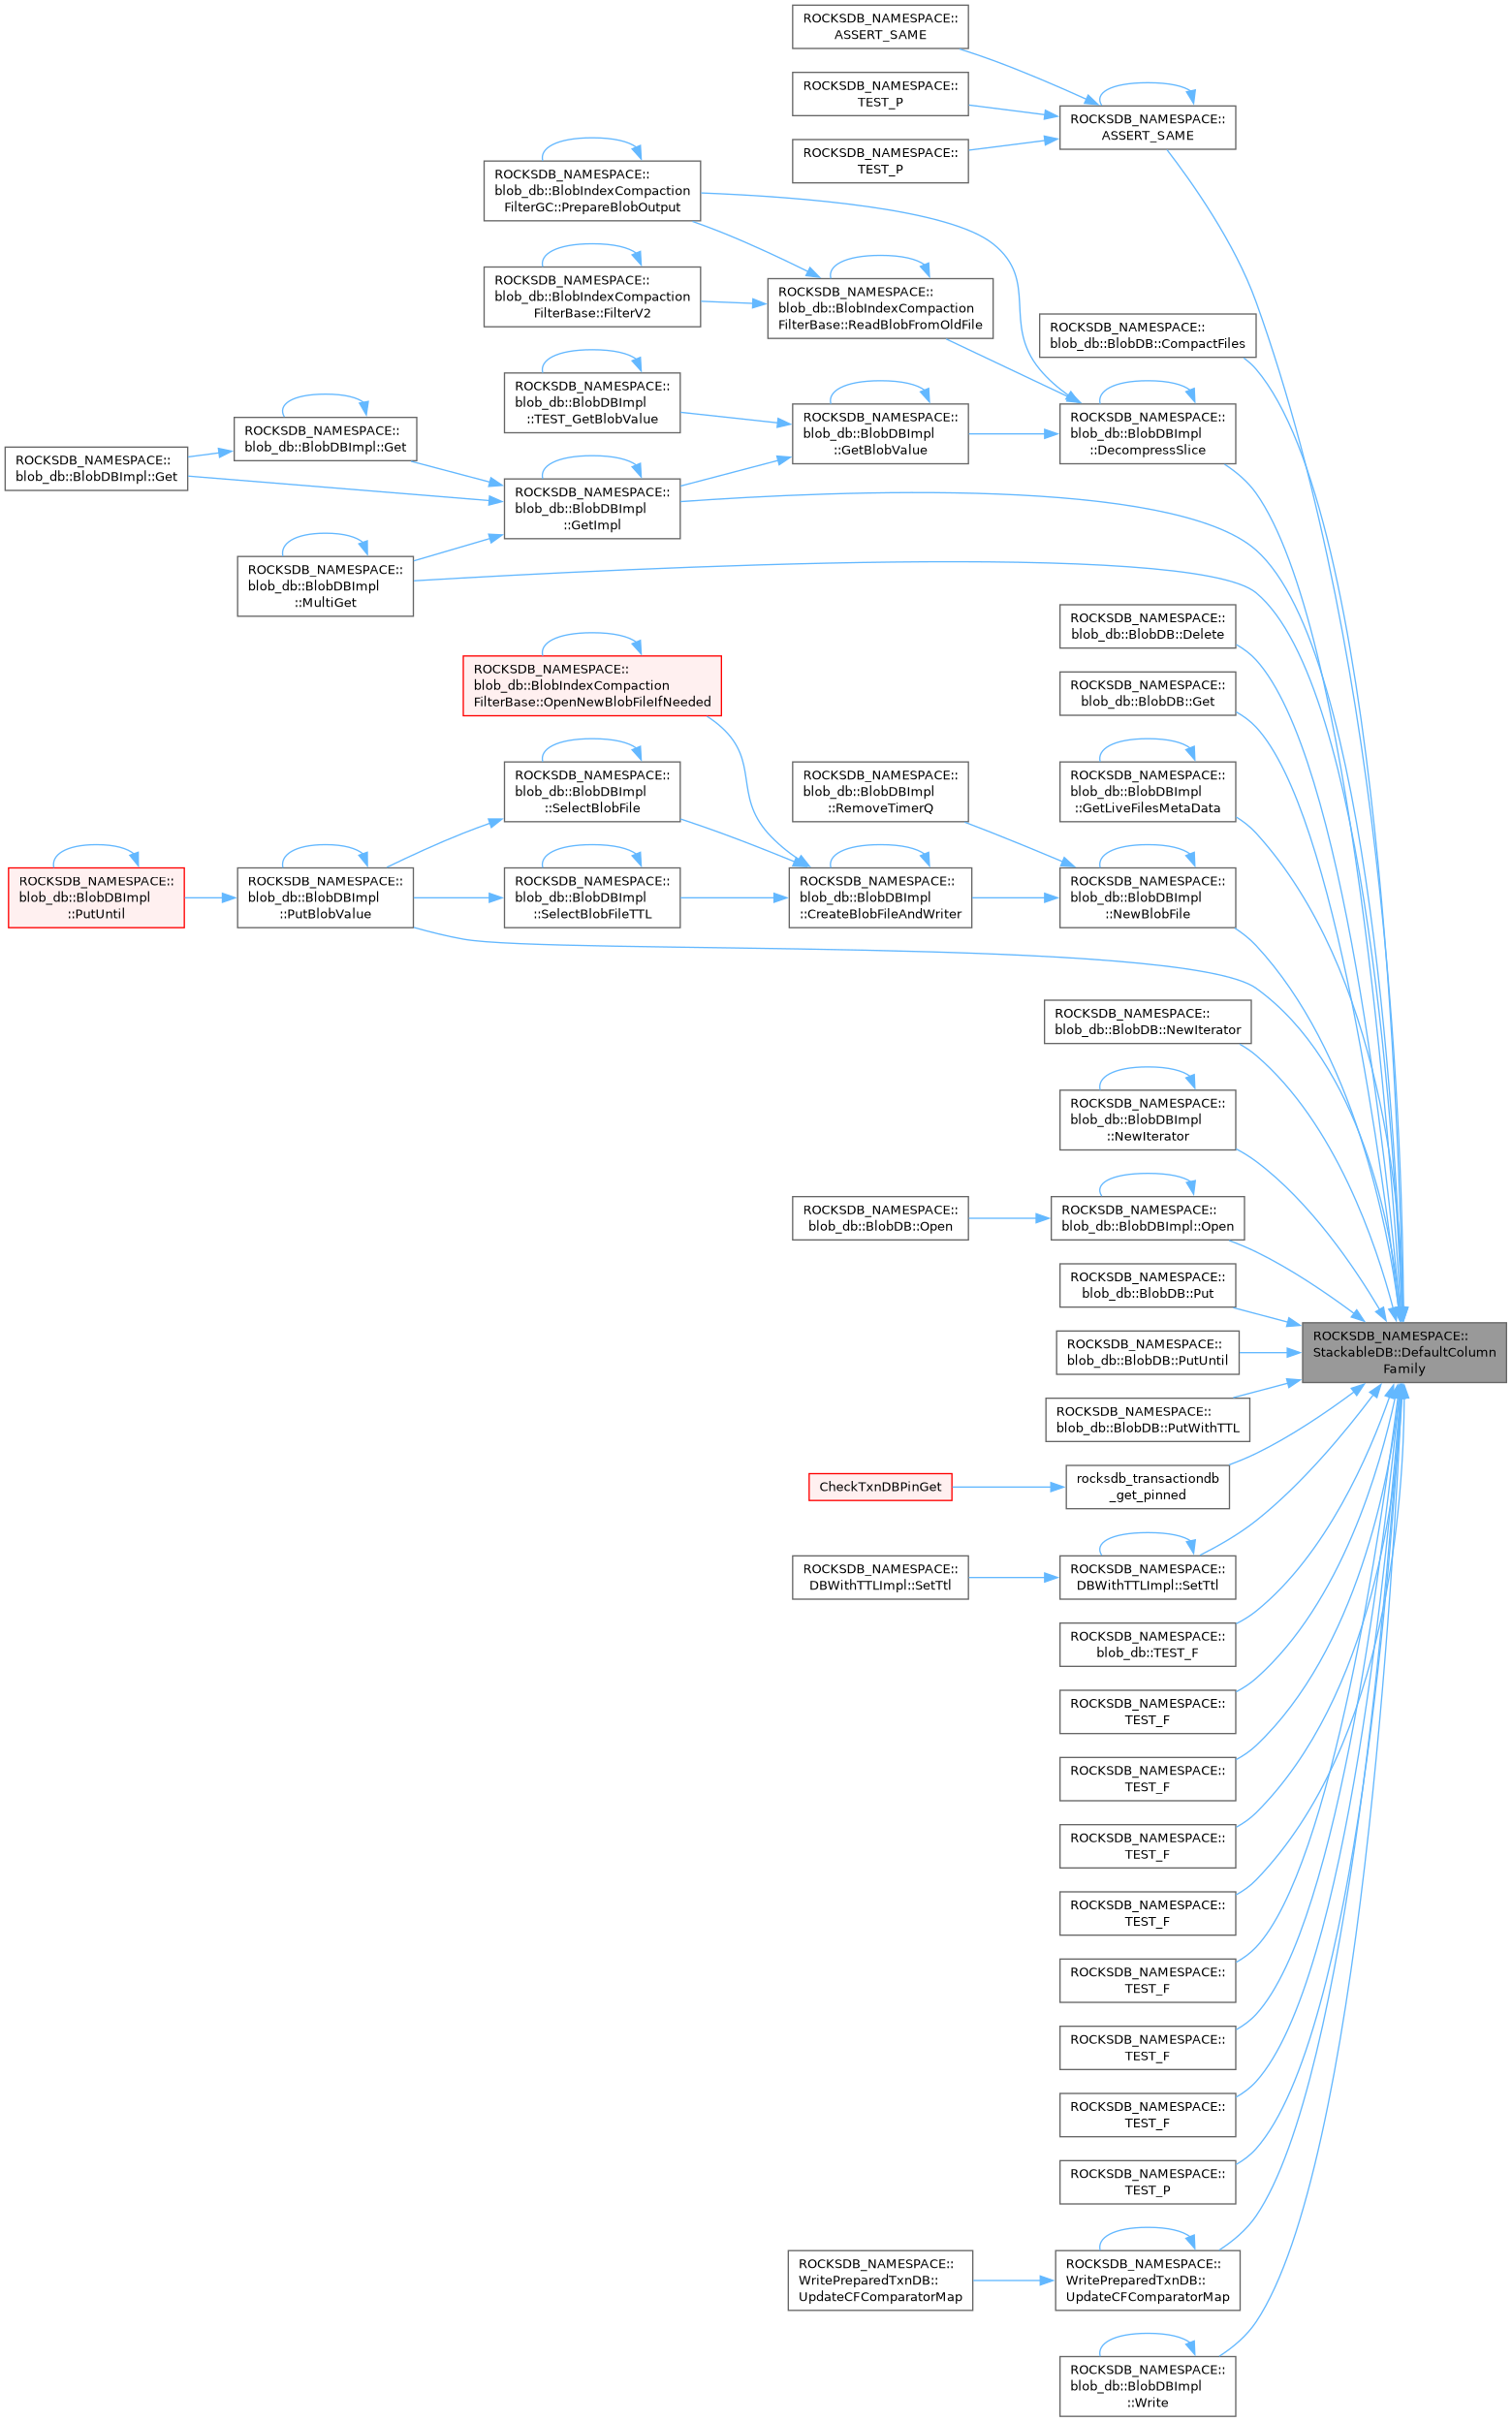 ROCKSDB_NAMESPACE::
ASSERT_SAME
ROCKSDB_NAMESPACE::
TEST_P
ROCKSDB_NAMESPACE::
ASSERT_SAME
ROCKSDB_NAMESPACE::
TEST_P
ROCKSDB_NAMESPACE::
blob_db::BlobIndexCompaction
FilterGC::PrepareBlobOutput
ROCKSDB_NAMESPACE::
blob_db::BlobIndexCompaction
FilterBase::FilterV2
ROCKSDB_NAMESPACE::
blob_db::BlobIndexCompaction
FilterBase::ReadBlobFromOldFile
ROCKSDB_NAMESPACE::
blob_db::BlobDB::CompactFiles
ROCKSDB_NAMESPACE::
blob_db::BlobDBImpl
::TEST_GetBlobValue
ROCKSDB_NAMESPACE::
blob_db::BlobDBImpl
::GetBlobValue
ROCKSDB_NAMESPACE::
blob_db::BlobDBImpl
::DecompressSlice
ROCKSDB_NAMESPACE::
blob_db::BlobDBImpl::Get
ROCKSDB_NAMESPACE::
blob_db::BlobDBImpl::Get
ROCKSDB_NAMESPACE::
blob_db::BlobDBImpl
::GetImpl
ROCKSDB_NAMESPACE::
blob_db::BlobDBImpl
::MultiGet
ROCKSDB_NAMESPACE::
blob_db::BlobDB::Delete
ROCKSDB_NAMESPACE::
blob_db::BlobIndexCompaction
FilterBase::OpenNewBlobFileIfNeeded
ROCKSDB_NAMESPACE::
blob_db::BlobDB::Get
ROCKSDB_NAMESPACE::
blob_db::BlobDBImpl
::SelectBlobFile
ROCKSDB_NAMESPACE::
blob_db::BlobDBImpl
::RemoveTimerQ
ROCKSDB_NAMESPACE::
blob_db::BlobDBImpl
::GetLiveFilesMetaData
ROCKSDB_NAMESPACE::
blob_db::BlobDBImpl
::PutUntil
ROCKSDB_NAMESPACE::
blob_db::BlobDBImpl
::PutBlobValue
ROCKSDB_NAMESPACE::
blob_db::BlobDBImpl
::SelectBlobFileTTL
ROCKSDB_NAMESPACE::
blob_db::BlobDBImpl
::CreateBlobFileAndWriter
ROCKSDB_NAMESPACE::
blob_db::BlobDBImpl
::NewBlobFile
ROCKSDB_NAMESPACE::
blob_db::BlobDB::NewIterator
ROCKSDB_NAMESPACE::
blob_db::BlobDBImpl
::NewIterator
ROCKSDB_NAMESPACE::
blob_db::BlobDB::Open
ROCKSDB_NAMESPACE::
blob_db::BlobDBImpl::Open
ROCKSDB_NAMESPACE::
blob_db::BlobDB::Put
ROCKSDB_NAMESPACE::
StackableDB::DefaultColumn
Family
ROCKSDB_NAMESPACE::
blob_db::BlobDB::PutUntil
ROCKSDB_NAMESPACE::
blob_db::BlobDB::PutWithTTL
CheckTxnDBPinGet
rocksdb_transactiondb
_get_pinned
ROCKSDB_NAMESPACE::
DBWithTTLImpl::SetTtl
ROCKSDB_NAMESPACE::
DBWithTTLImpl::SetTtl
ROCKSDB_NAMESPACE::
blob_db::TEST_F
ROCKSDB_NAMESPACE::
TEST_F
ROCKSDB_NAMESPACE::
TEST_F
ROCKSDB_NAMESPACE::
TEST_F
ROCKSDB_NAMESPACE::
TEST_F
ROCKSDB_NAMESPACE::
TEST_F
ROCKSDB_NAMESPACE::
TEST_F
ROCKSDB_NAMESPACE::
TEST_F
ROCKSDB_NAMESPACE::
TEST_P
ROCKSDB_NAMESPACE::
WritePreparedTxnDB::
UpdateCFComparatorMap
ROCKSDB_NAMESPACE::
WritePreparedTxnDB::
UpdateCFComparatorMap
ROCKSDB_NAMESPACE::
blob_db::BlobDBImpl
::Write